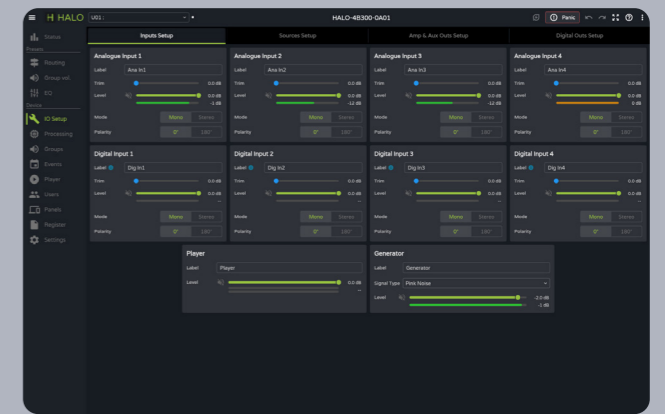 HALO U01: HALO-4B300-0A01 Panic
Status
Presets
Routing
Group vol.
EQ
Device
IO Setup
Processing
Groups
Events
Player
Users
Panels
Register
Settings
Inputs Setup Sources Setup Amp & Aux Outs Setup Digital Outs Setup
Analogue Input 1
Label Ana In1
Trim 0.0 dB
Level 0.0 dB
-1 dB
Mode Mono Stereo
Polarity 0° 180°
Analogue Input 2
Label Ana In2
Trim 0.0 dB
Level 0.0 dB
-12 dB
Mode Mono Stereo
Polarity 0° 180°
Analogue Input 3
Label Ana In3
Trim 0.0 dB
Level 0.0 dB
-12 dB
Mode Mono Stereo
Polarity 0° 180°
Analogue Input 4
Label Ana In4
Trim 0.0 dB
Level 0.0 dB
0 dB
Mode Mono Stereo
Polarity 0° 180°
Digital Input 1
Label Dig In1
Trim 0.0 dB
Level 0.0 dB
--
Mode Mono Stereo
Polarity 0° 180°
Digital Input 2
Label Dig In2
Trim 0.0 dB
Level 0.0 dB
--
Mode Mono Stereo
Polarity 0° 180°
Digital Input 3
Label Dig In3
Trim 0.0 dB
Level 0.0 dB
--
Mode Mono Stereo
Polarity 0° 180°
Digital Input 4
Label Dig In4
Trim 0.0 dB
Level 0.0 dB
--
Mode Mono Stereo
Polarity 0° 180°
Player
Label Player
Level 0.0 dB
--
Generator
Label Generator
Signal Type Pink Noise
Level -2.0 dB
-1 dB